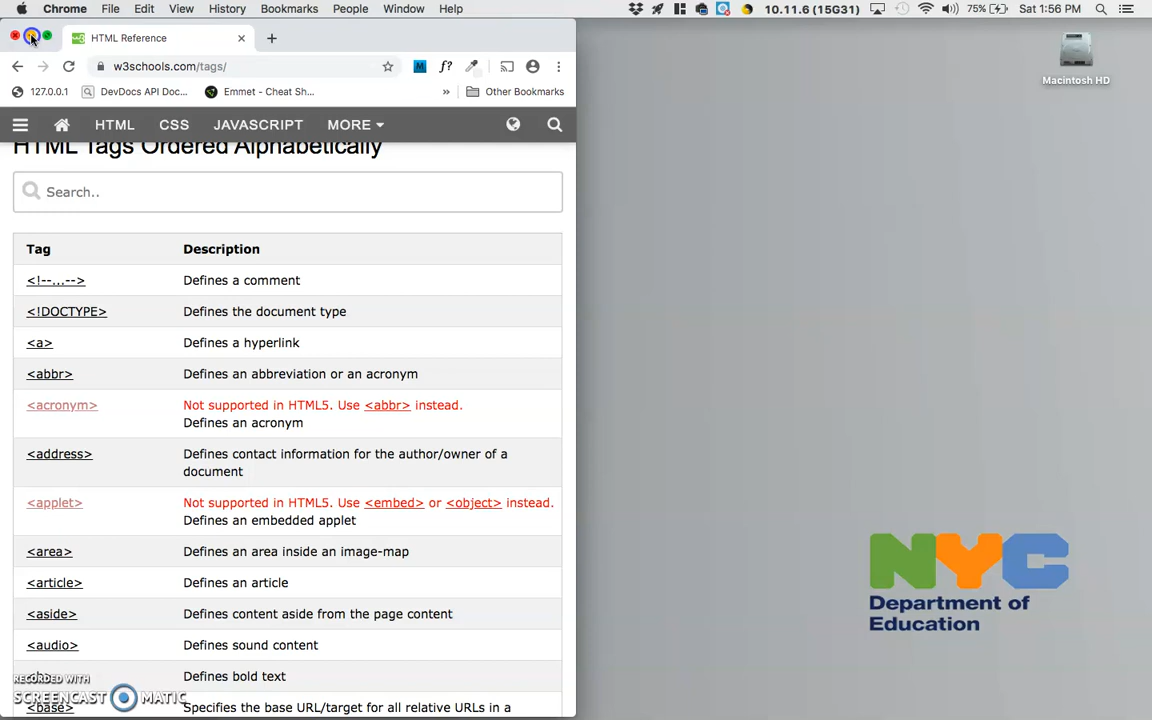 Chrome File Edit View History Bookmarks People Window Help 10.11.6 (15G31) 75% Sat 1:56 PM
HTML Reference
w3schools.com/tags/
M f?
127.0.0.1 DevDocs API Doc... Emmet - Cheat Sh... » Other Bookmarks
HTML CSS JAVASCRIPT MORE
Macintosh HD
HTML Tags Ordered Alphabetically
Search..
Tag Description
<!--...--> Defines a comment
<!DOCTYPE> Defines the document type
<a> Defines a hyperlink
<abbr> Defines an abbreviation or an acronym
<acronym> Not supported in HTML5. Use <abbr> instead.
Defines an acronym
<address> Defines contact information for the author/owner of a
document
<applet> Not supported in HTML5. Use <embed> or <object> instead.
Defines an embedded applet
<area> Defines an area inside an image-map
<article> Defines an article
<aside> Defines content aside from the page content
<audio> Defines sound content
Defines bold text
<base> Specifies the base URL/target for all relative URLs in a
RECORDED WITH
SCREENCAST MATIC
NYC
Department of
Education